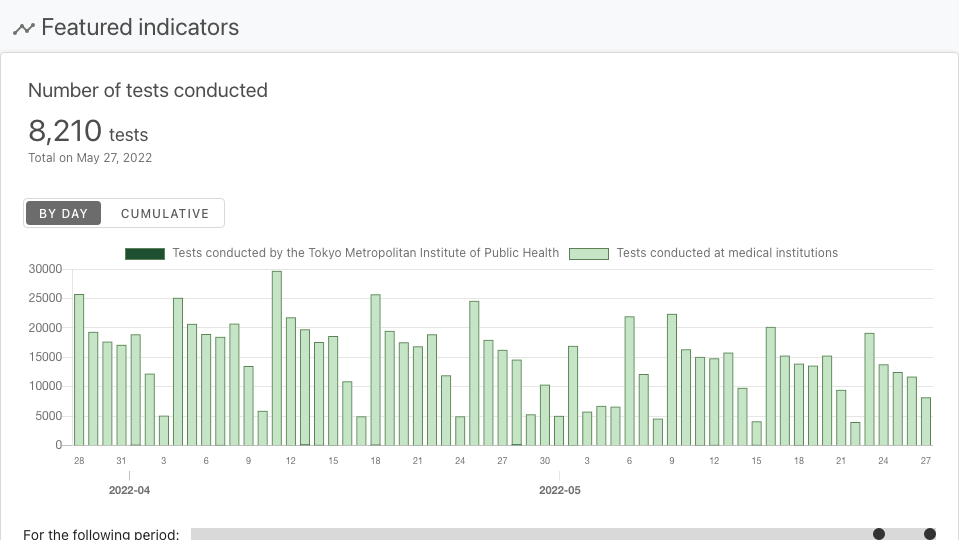 Featured indicators
Number of tests conducted
8,210 tests
Total on May 27, 2022
BY DAY CUMULATIVE
Tests conducted by the Tokyo Metropolitan Institute of Public Health Tests conducted at medical institutions
30000
25000
20000
15000
10000
5000
0
28 31 3 6 9 12 15 18 21 24 27 30 3 6 9 12 15 18 21 24 27
2022-04 2022-05
For the following period: